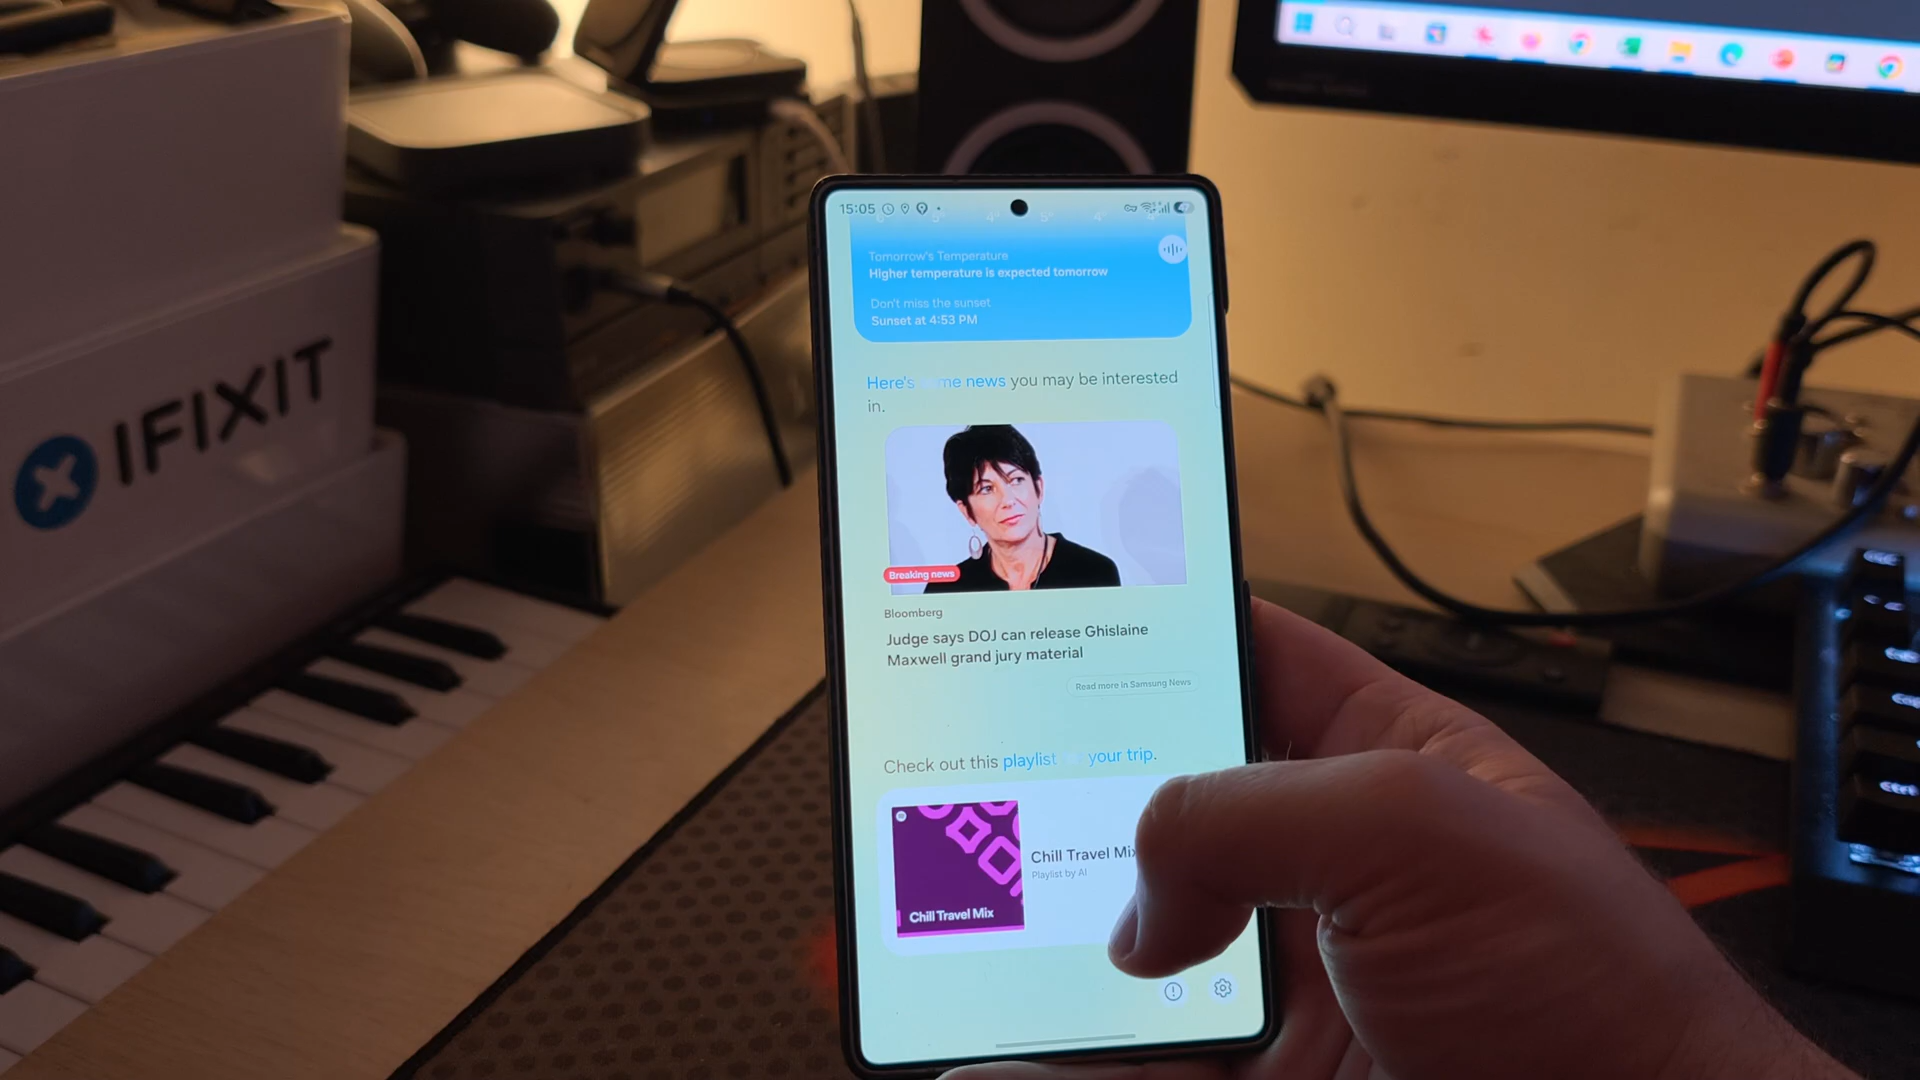 IFIXIT
15:05
Tomorrow's Temperature
Higher temperature is expected tomorrow
Don't miss the sunset
Sunset at 4:53 PM
Here's some news you may be interested
in.
Breaking news
Bloomberg
Judge says DOJ can release Ghislaine
Maxwell grand jury material
Read more in Samsung News
Check out this playlist your trip.
Chill Travel Mix
Chill Travel Mix
Playlist by AI